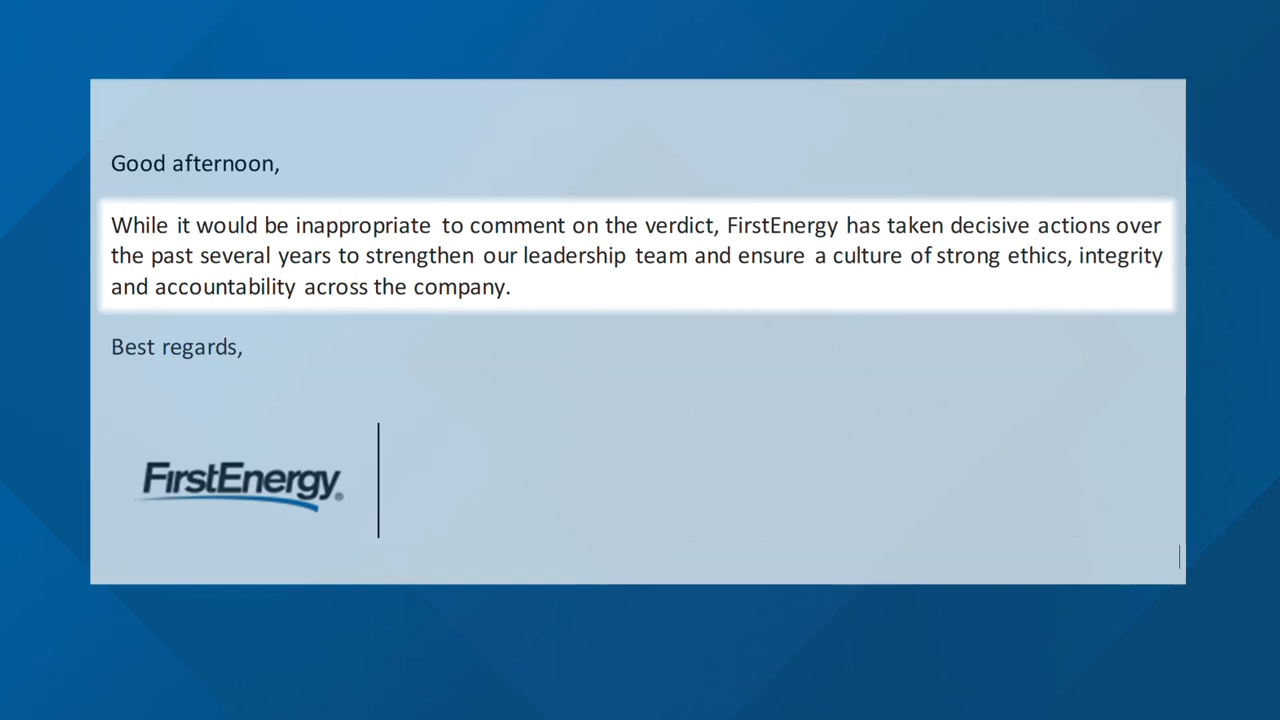 Good afternoon,
While it would be inappropriate to comment on the verdict, FirstEnergy has taken decisive actions over
the past several years to strengthen our leadership team and ensure a culture of strong ethics, integrity
and accountability across the company.
Best regards,
FirstEnergy®